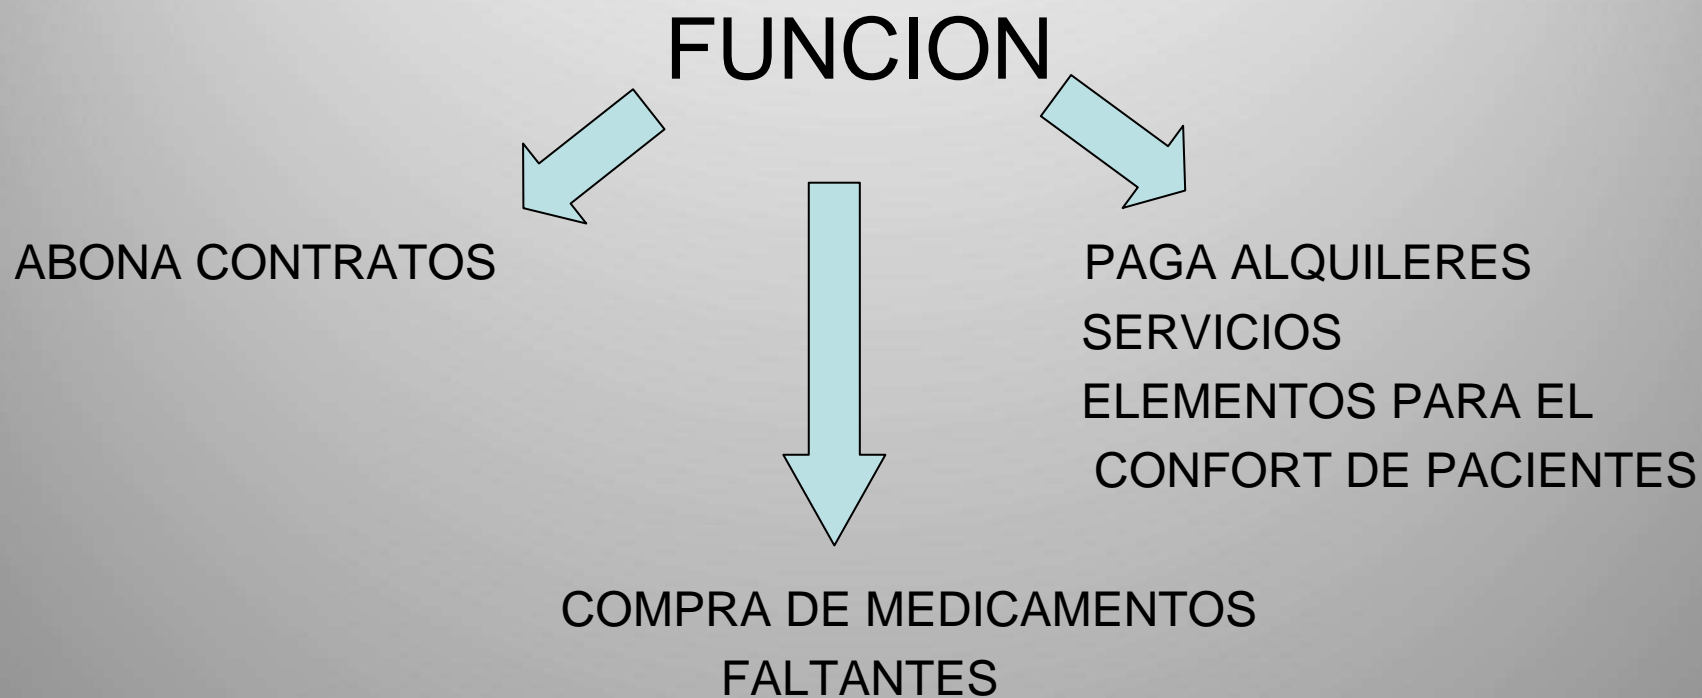 FUNCION
ABONA CONTRATOS
PAGA ALQUILERES
SERVICIOS
ELEMENTOS PARA EL
CONFORT DE PACIENTES
COMPRA DE MEDICAMENTOS
FALTANTES